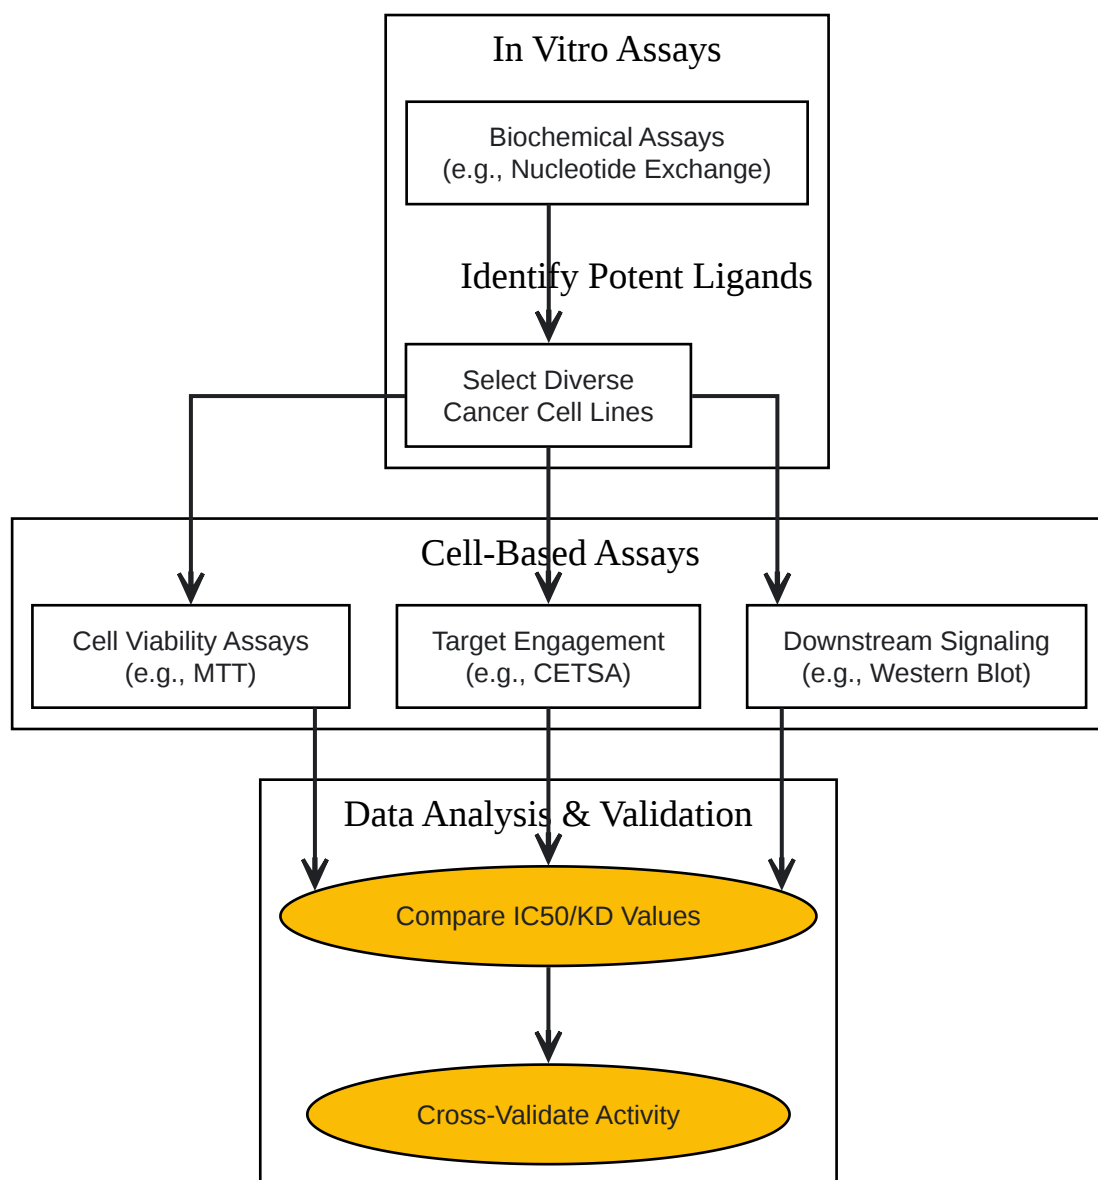 In Vitro Assays
Biochemical Assays
(e.g., Nucleotide Exchange)
Identify Potent Ligands
Select Diverse
Cancer Cell Lines
Cell-Based Assays
Cell Viability Assays
(e.g., MTT)
Target Engagement
(e.g., CETSA)
Downstream Signaling
(e.g., Western Blot)
Data Analysis & Validation
Compare IC50/KD Values
Cross-Validate Activity